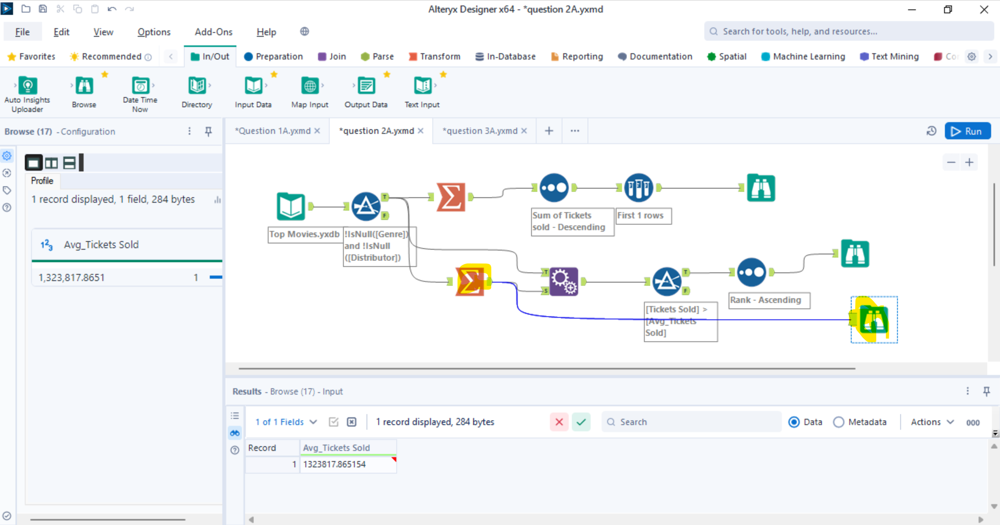 Alteryx Designer x64 - *question 2A.yxmd
File Edit View Options Add-Ons Help
Search for tools, help, and resources...
Favorites Recommended In/Out Preparation Join Parse Transform In-Database Reporting Documentation Spatial Machine Learning Text Mining
Auto Insights Uploader
Browse
Date Time Now
Directory
Input Data
Map Input
Output Data
Text Input
Browse (17) - Configuration
*Question 1A.yxmd *question 2A.yxmd *question 3A.yxmd
Run
Profile
1 record displayed, 1 field, 284 bytes
123 Avg_Tickets Sold
1,323,817.8651 1
T
F
Sum of Tickets
sold - Descending
First 1 rows
Top Movies.yxdb
!IsNull([Genre])
and !IsNull
([Distributor])
T
S
T
F
Rank - Ascending
[Tickets Sold] >
[Avg_Tickets
Sold]
Results - Browse (17) - Input
1 of 1 Fields 1 record displayed, 284 bytes Search Data Metadata Actions 000
Record Avg_Tickets Sold
1 1323817.865154